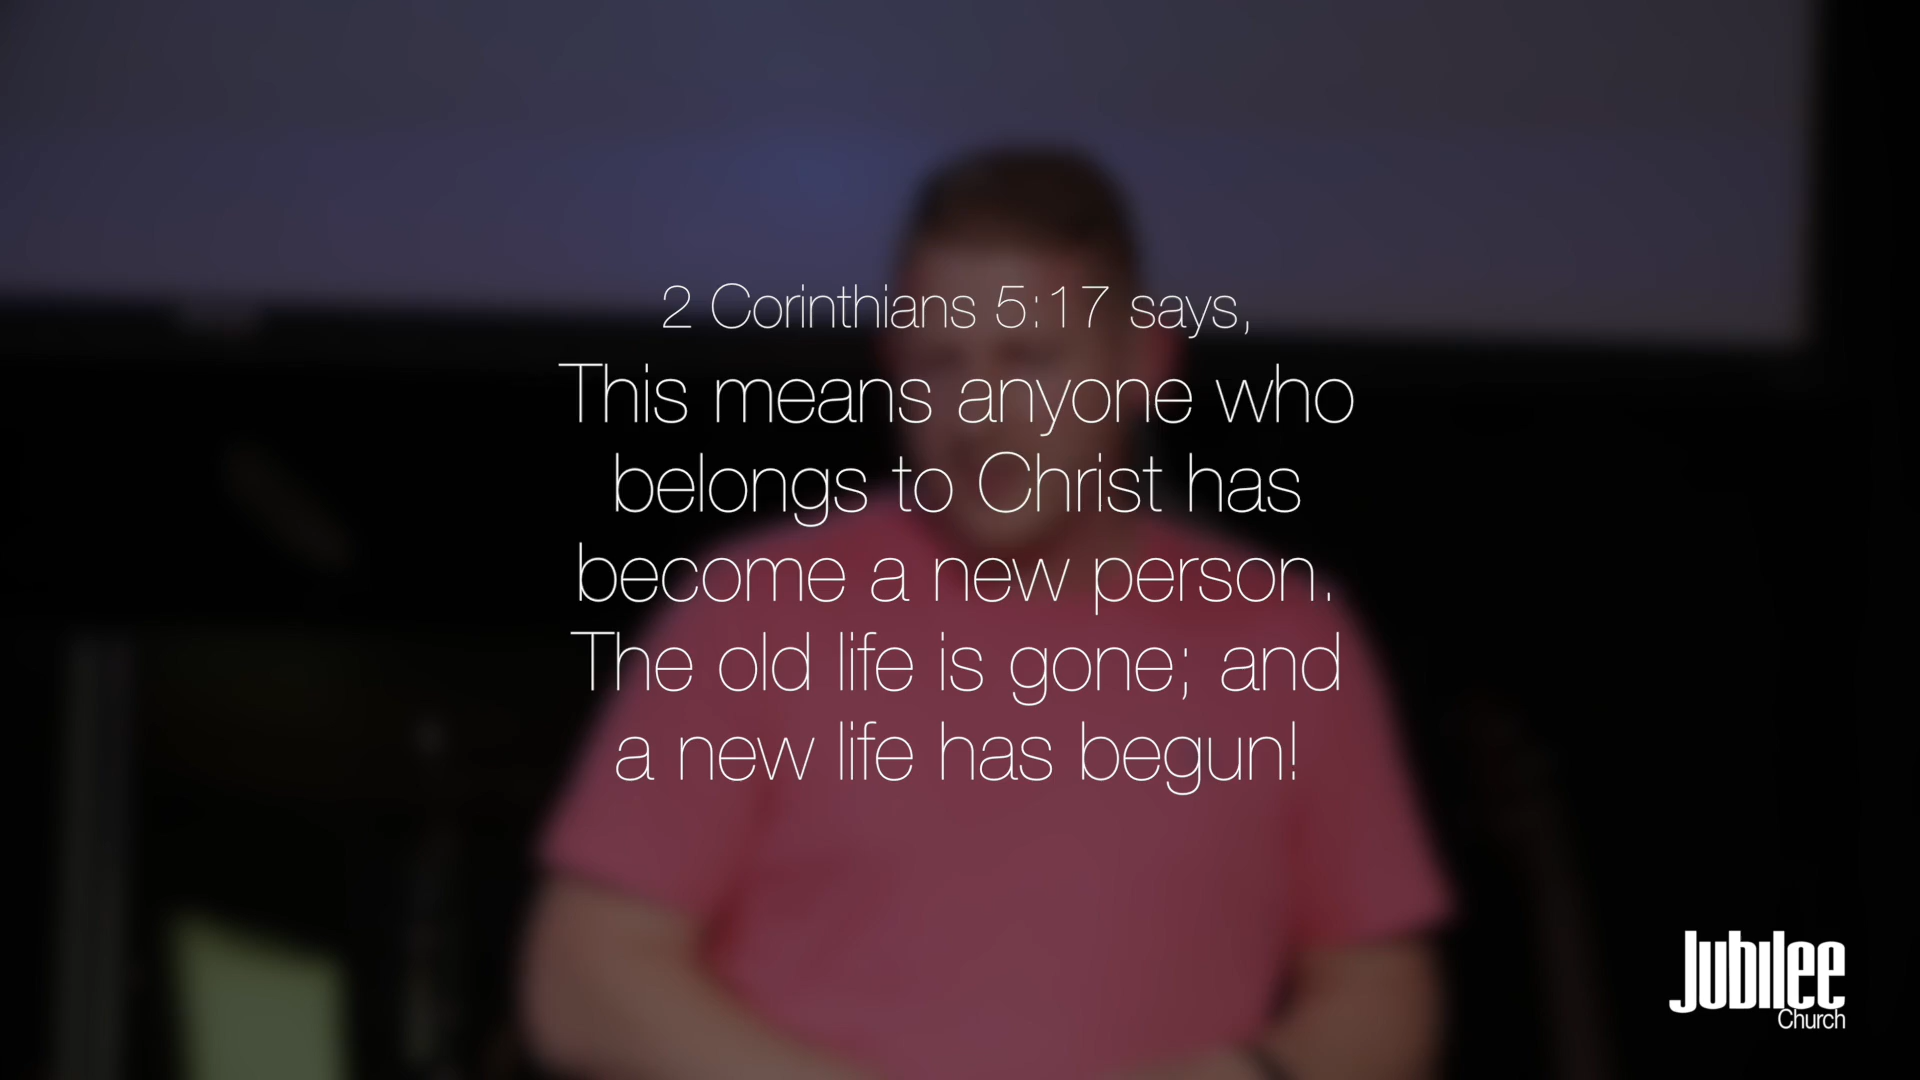 2 Corinthians 5:17 says,
This means anyone who
belongs to Christ has
become a new person.
The old life is gone; and
a new life has begun!
Jubilee
Church